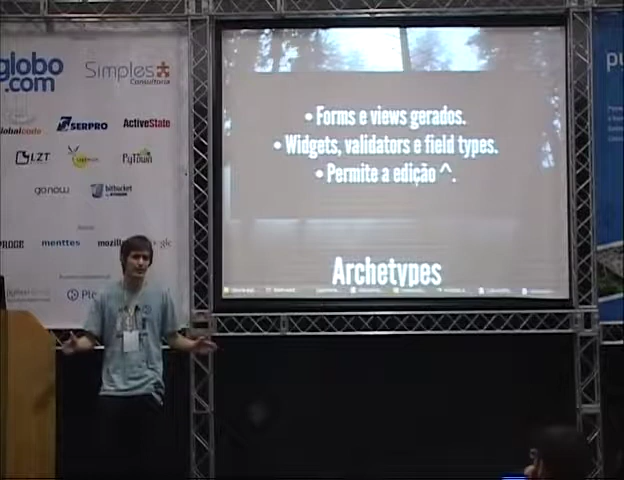 globo
.com
Simples
Consultoria
SERPRO
ActiveState
LZT
PyTown
gonow
bitbucket
menttes
• Forms e views gerados.
• Widgets, validators e field types.
• Permite a edição ^.
Archetypes